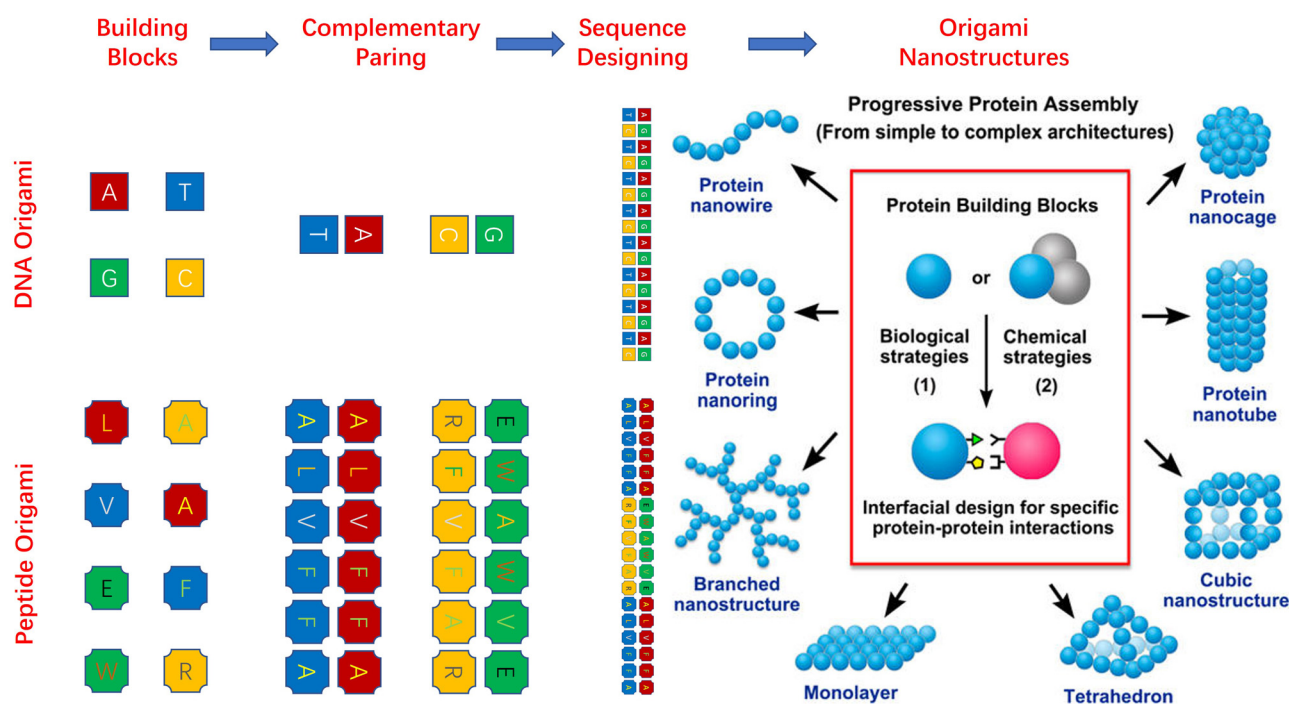 Building
Blocks
Complementary
Paring
Sequence
Designing
Origami
Nanostructures
DNA Origami
A T
G C
T A
C G
T A
C G
T A
C G
T A
C G
T A
C G
T A
C G
T A
C G
T A
C G
T A
C G
Peptide Origami
L A
V A
E F
W R
A A
L L
V V
F F
F F
A A
R E
F W
V A
F W
A V
R E
A A
L L
V V
F F
F F
A A
R E
A V
R E
A A
L L
V V
F F
F F
A A
Progressive Protein Assembly
(From simple to complex architectures)
Protein
nanowire
Protein
nanocage
Protein Building Blocks
or
Biological
strategies
(1)
Chemical
strategies
(2)
Interfacial design for specific
protein-protein interactions
Protein
nanoring
Protein
nanotube
Branched
nanostructure
Cubic
nanostructure
Monolayer
Tetrahedron